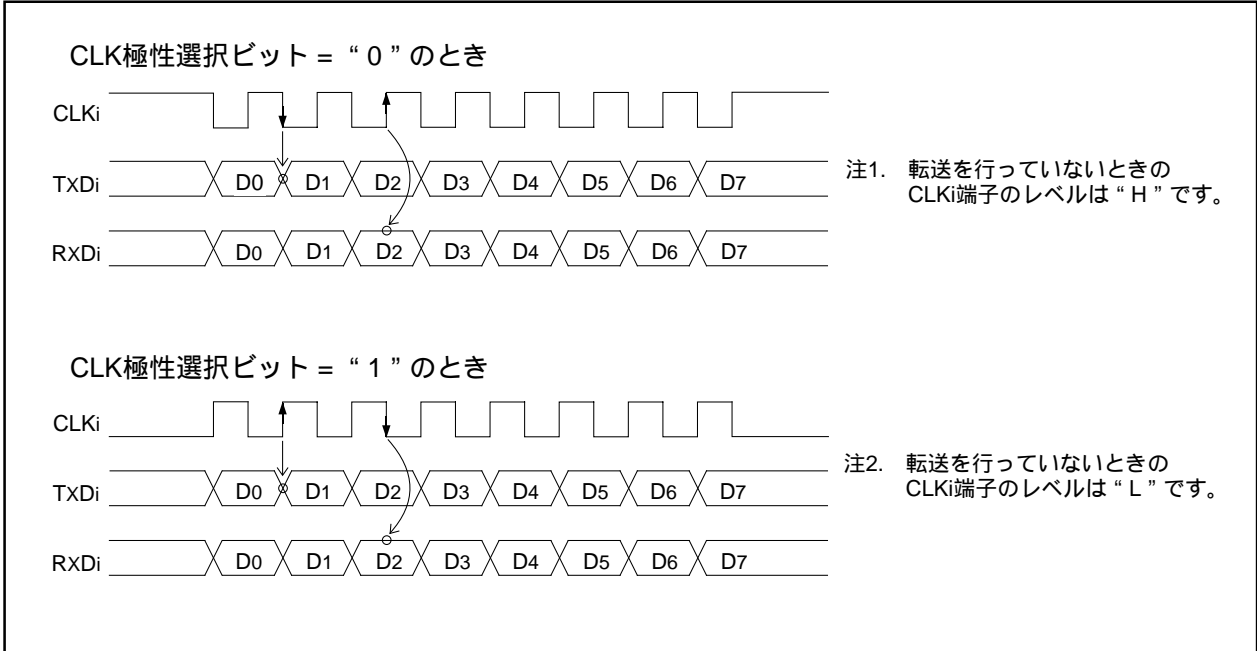 CLK極性選択ビット = “ 0 ” のとき
CLKi
TXDi D0 D1 D2 D3 D4 D5 D6 D7
RXDi D0 D1 D2 D3 D4 D5 D6 D7
注1. 転送を行っていないときの
CLKi端子のレベルは “ H ” です。
CLK極性選択ビット = “ 1 ” のとき
CLKi
TXDi D0 D1 D2 D3 D4 D5 D6 D7
RXDi D0 D1 D2 D3 D4 D5 D6 D7
注2. 転送を行っていないときの
CLKi端子のレベルは “ L ” です。